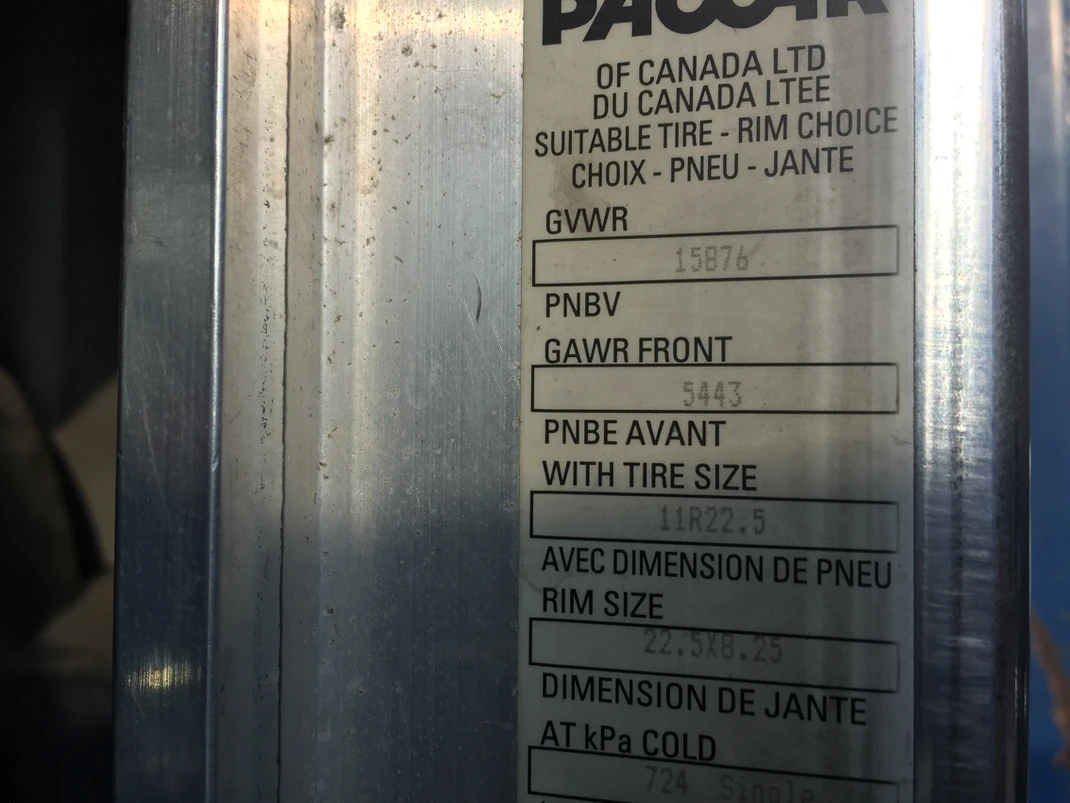 PACCAR
OF CANADA LTD
DU CANADA LTEE
SUITABLE TIRE - RIM CHOICE
CHOIX - PNEU - JANTE
GVWR
15876
PNBV
GAWR FRONT
5443
PNBE AVANT
WITH TIRE SIZE
11R22.5
AVEC DIMENSION DE PNEU
RIM SIZE
22.5X8.25
DIMENSION DE JANTE
AT kPa COLD
724 Single